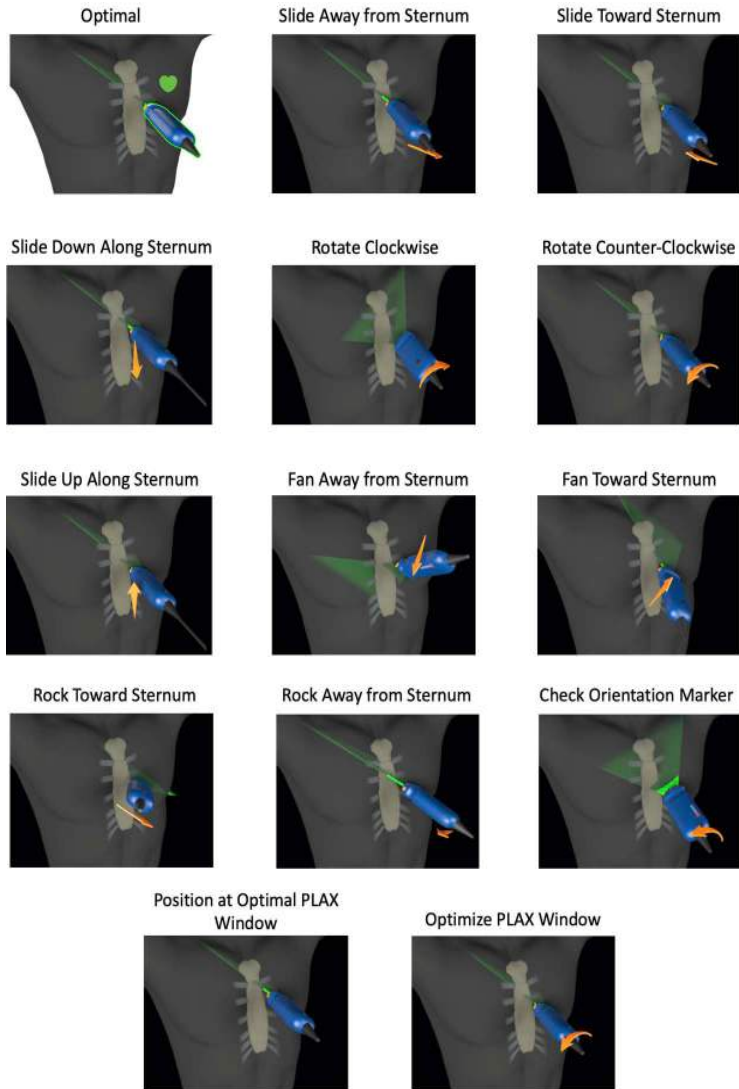 Optimal
Slide Away from Sternum
Slide Toward Sternum
Slide Down Along Sternum
Rotate Clockwise
Rotate Counter-Clockwise
Slide Up Along Sternum
Fan Away from Sternum
Fan Toward Sternum
Rock Toward Sternum
Rock Away from Sternum
Check Orientation Marker
Position at Optimal PLAX
Window
Optimize PLAX Window